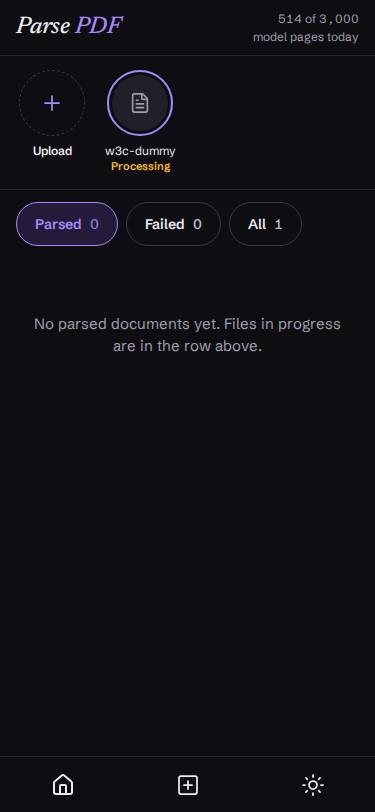 Parse PDF
514 of 3,000
model pages today
Upload
w3c-dummy
Processing
Parsed 0
Failed 0
All 1
No parsed documents yet. Files in progress
are in the row above.